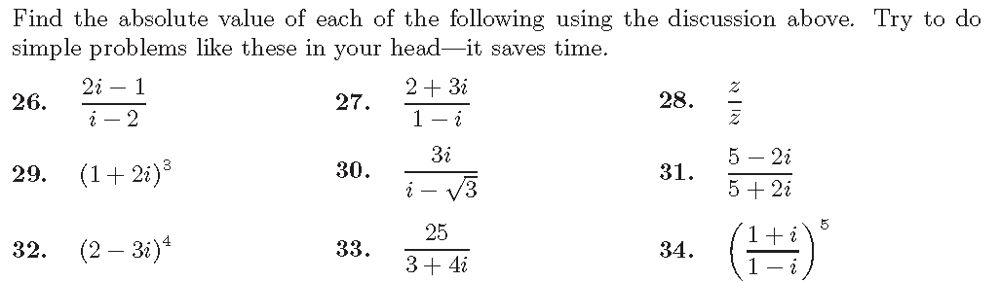 Find the absolute value of each of the following using the discussion above. Try to do
simple problems like these in your head—it saves time.
26. $\frac{2i-1}{i-2}$ 27. $\frac{2+3i}{1-i}$ 28. $\frac{z}{\bar{z}}$
29. $(1+2i)^3$ 30. $\frac{3i}{i-\sqrt{3}}$ 31. $\frac{5-2i}{5+2i}$
32. $(2-3i)^4$ 33. $\frac{25}{3+4i}$ 34. $\left(\frac{1+i}{1-i}\right)^5$